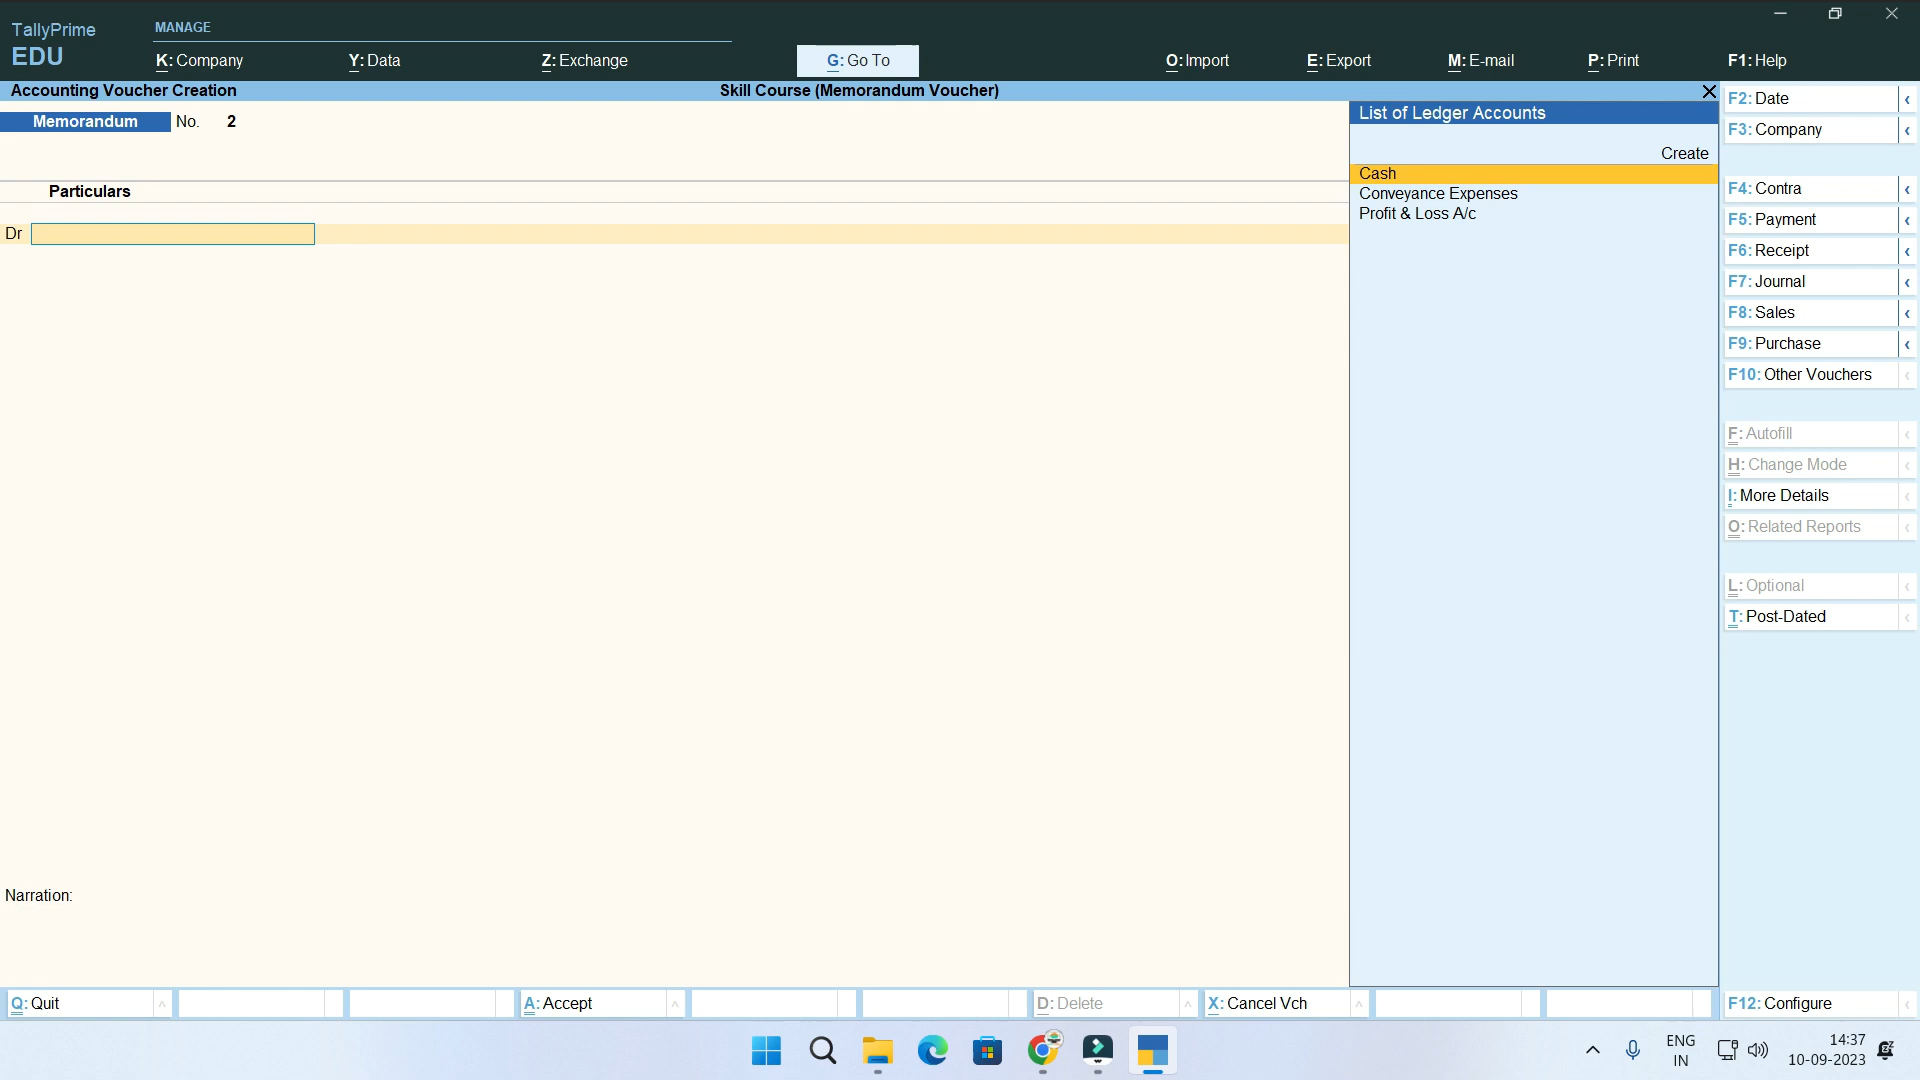 TallyPrime
EDU
MANAGE
K: Company
Y: Data
Z: Exchange
G: Go To
O: Import
E: Export
M: E-mail
P: Print
F1: Help
Accounting Voucher Creation
Skill Course (Memorandum Voucher)
Memorandum No. 2
Particulars
Dr
List of Ledger Accounts
Create
Cash
Conveyance Expenses
Profit & Loss A/c
F2: Date
F3: Company
F4: Contra
F5: Payment
F6: Receipt
F7: Journal
F8: Sales
F9: Purchase
F10: Other Vouchers
F: Autofill
H: Change Mode
I: More Details
O: Related Reports
L: Optional
T: Post-Dated
Narration:
Q: Quit
A: Accept
D: Delete
X: Cancel Vch
F12: Configure
ENG
IN
14:37
10-09-2023